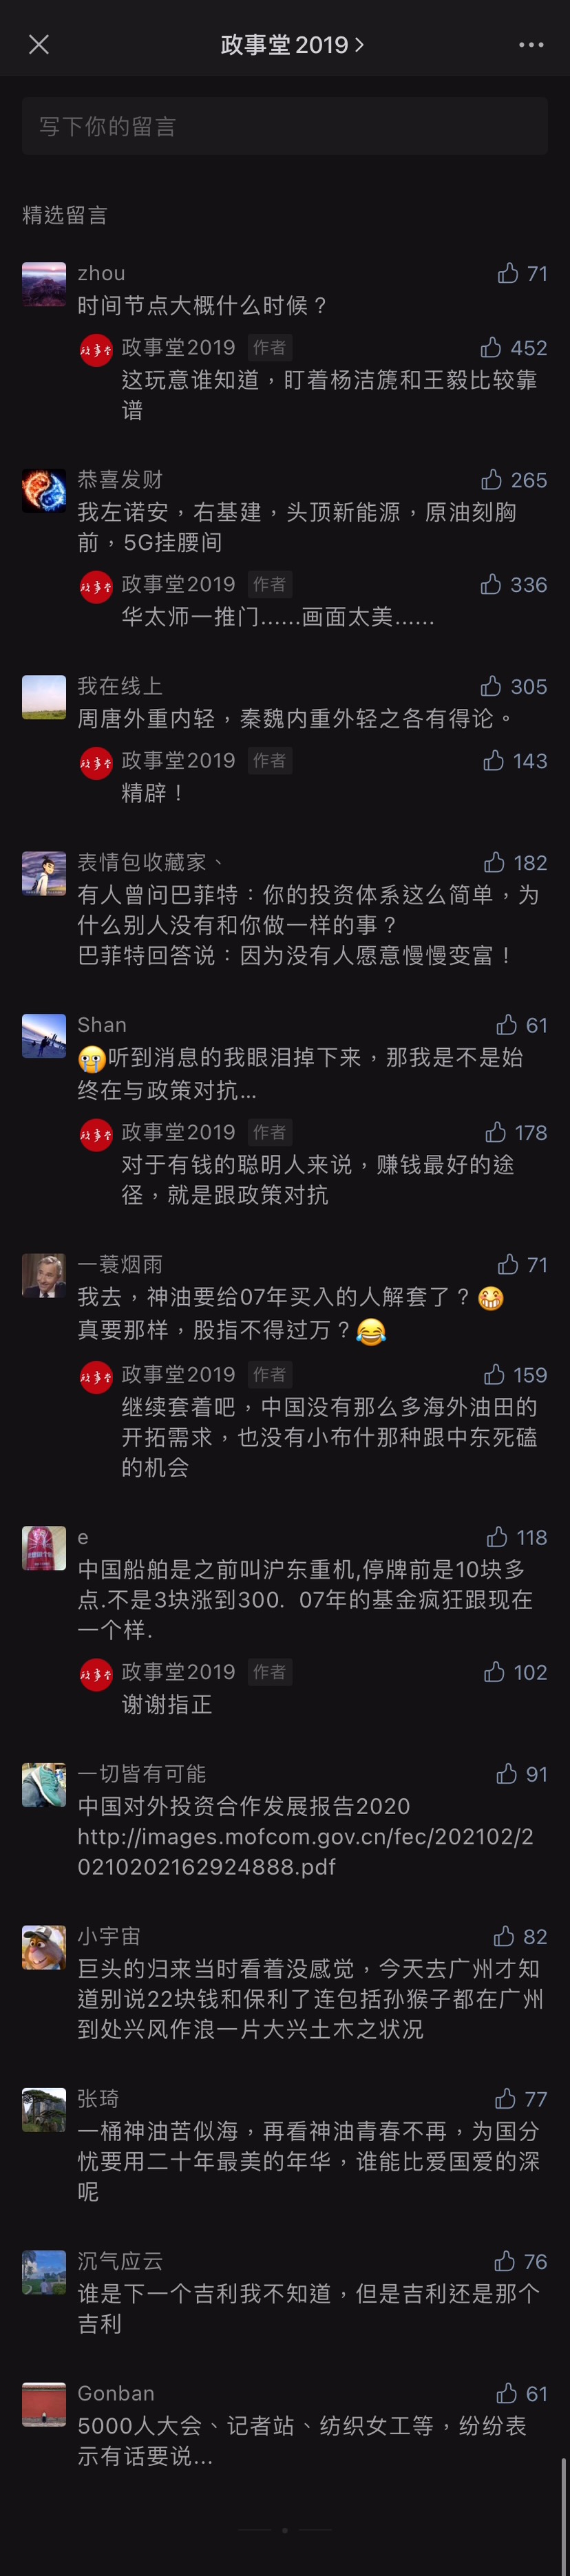 政事堂2019
写下你的留言
精选留言
zhou 71
时间节点大概什么时候？
政事堂2019 作者 452
这玩意谁知道，盯着杨洁篪和王毅比较靠
谱
恭喜发财 265
我左诺安，右基建，头顶新能源，原油刻胸
前，5G挂腰间
政事堂2019 作者 336
华太师一推门......画面太美......
我在线上 305
周唐外重内轻，秦魏内重外轻之各有得论。
政事堂2019 作者 143
精辟！
表情包收藏家、 182
有人曾问巴菲特：你的投资体系这么简单，为
什么别人没有和你做一样的事？
巴菲特回答说：因为没有人愿意慢慢变富！
Shan 61
😭听到消息的我眼泪掉下来，那我是不是始
终在与政策对抗...
政事堂2019 作者 178
对于有钱的聪明人来说，赚钱最好的途
径，就是跟政策对抗
一蓑烟雨 71
我去，神油要给07年买入的人解套了？😁
真要那样，股指不得过万？😂
政事堂2019 作者 159
继续套着吧，中国没有那么多海外油田的
开拓需求，也没有小布什那种跟中东死磕
的机会
e 118
中国船舶是之前叫沪东重机,停牌前是10块多
点.不是3块涨到300. 07年的基金疯狂跟现在
一个样.
政事堂2019 作者 102
谢谢指正
一切皆有可能 91
中国对外投资合作发展报告2020
http://images.mofcom.gov.cn/fec/202102/2
0210202162924888.pdf
小宇宙 82
巨头的归来当时看着没感觉，今天去广州才知
道别说22块钱和保利了连包括孙猴子都在广州
到处兴风作浪一片大兴土木之状况
张琦 77
一桶神油苦似海，再看神油青春不再，为国分
忧要用二十年最美的年华，谁能比爱国爱的深
呢
沉气应云 76
谁是下一个吉利我不知道，但是吉利还是那个
吉利
Gonban 61
5000人大会、记者站、纺织女工等，纷纷表
示有话要说...